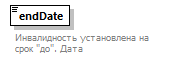 endDate
Инвалидность установлена на
срок "до". Дата